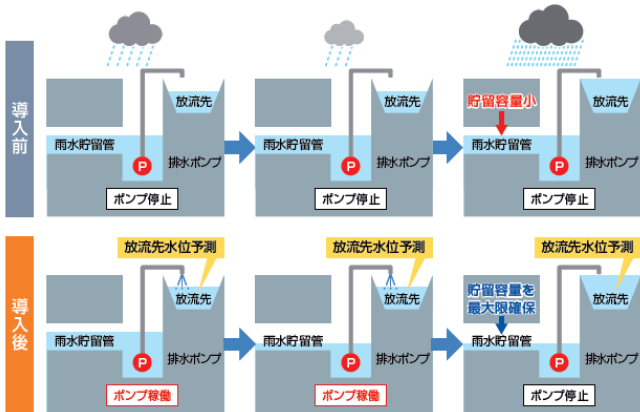 導入前
放流先
雨水貯留管
P
排水ポンプ
ポンプ停止
放流先
雨水貯留管
P
排水ポンプ
ポンプ停止
貯留容量小
放流先
雨水貯留管
P
排水ポンプ
ポンプ停止
導入後
放流先水位予測
放流先
雨水貯留管
P
排水ポンプ
ポンプ稼働
放流先水位予測
放流先
雨水貯留管
P
排水ポンプ
ポンプ稼働
放流先水位予測
貯留容量を
最大限確保
放流先
雨水貯留管
P
排水ポンプ
ポンプ停止